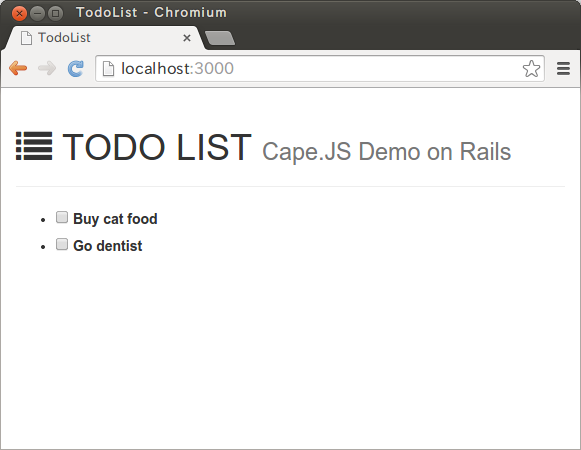 TodoList - Chromium
TodoList
localhost:3000
TODO LIST Cape.JS Demo on Rails
Buy cat food
Go dentist